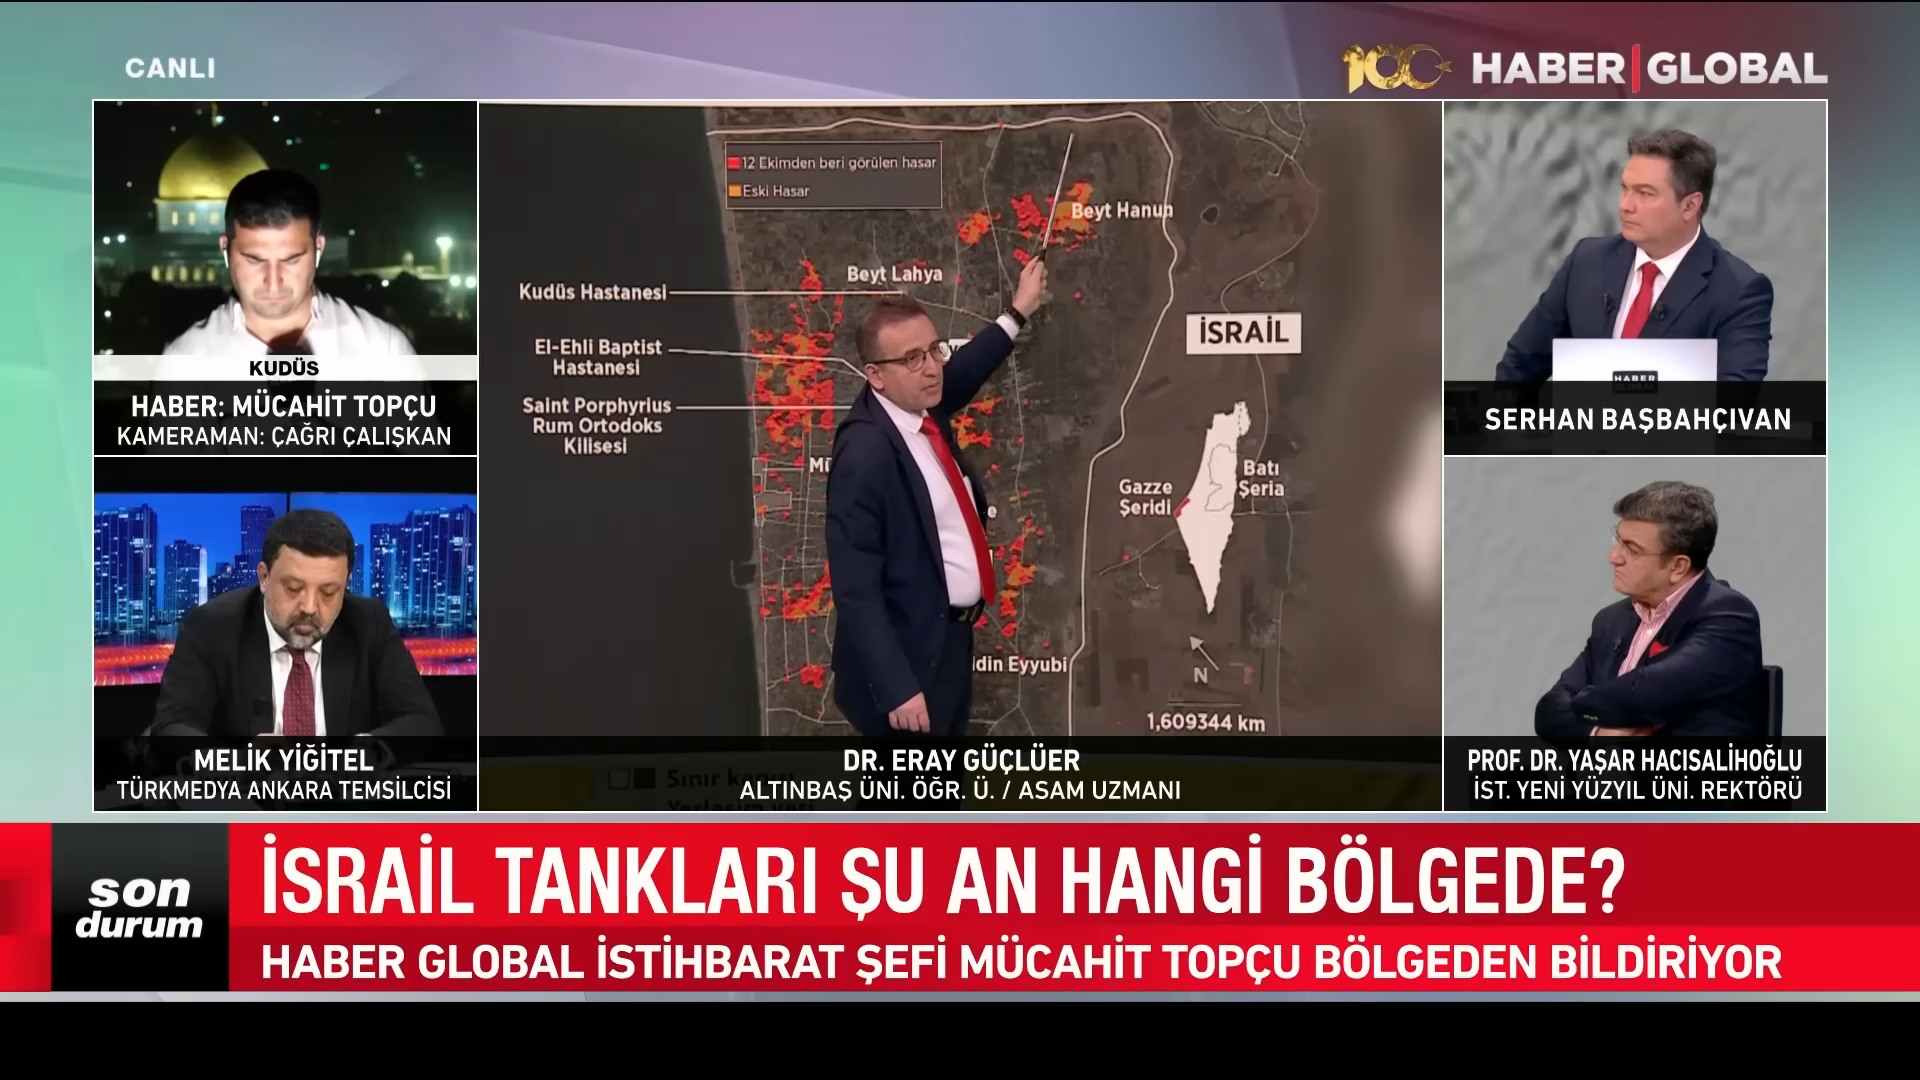 CANLI
100 HABER GLOBAL
12 Ekimden beri görülen hasar
Eski Hasar
Beyt Hanun
Beyt Lahya
Kudüs Hastanesi
El-Ehli Baptist
Hastanesi
Saint Porphyrius
Rum Ortodoks
Kilisesi
İSRAİL
Gazze
Şeridi
Batı
Şeria
Eyyubi
N
1,609344 km
KUDÜS
HABER: MÜCAHİT TOPÇU
KAMERAMAN: ÇAĞRI ÇALIŞKAN
HABER
GLOBAL
SERHAN BAŞBAHÇIVAN
MELİK YİĞİTEL
TÜRKMEDYA ANKARA TEMSİLCİSİ
DR. ERAY GÜÇLÜER
ALTINBAŞ ÜNİ. ÖĞR. Ü. / ASAM UZMANI
PROF. DR. YAŞAR HACISALİHOĞLU
İST. YENİ YÜZYIL ÜNİ. REKTÖRÜ
son
durum
İSRAİL TANKLARI ŞU AN HANGİ BÖLGEDE?
HABER GLOBAL İSTİHBARAT ŞEFİ MÜCAHİT TOPÇU BÖLGEDEN BİLDİRİYOR